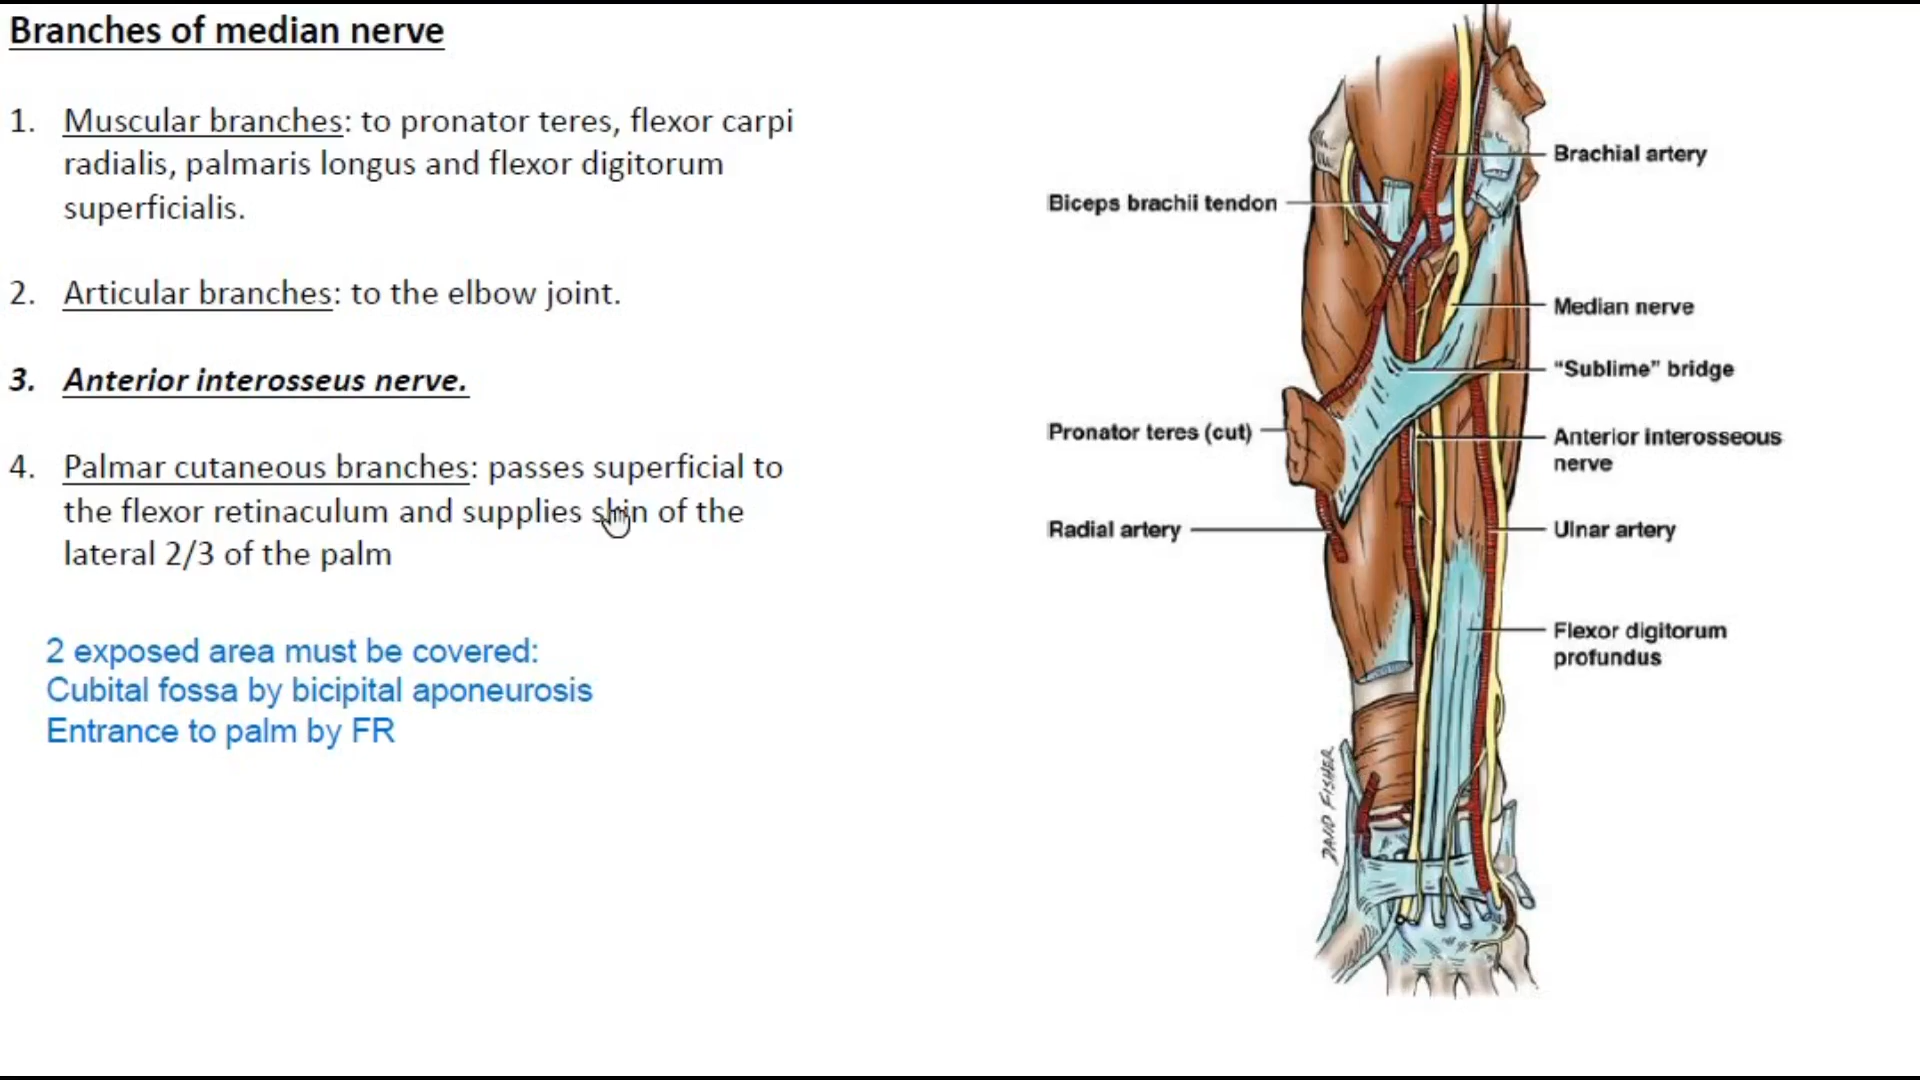 Branches of median nerve
1. Muscular branches: to pronator teres, flexor carpi
radialis, palmaris longus and flexor digitorum
superficialis.
2. Articular branches: to the elbow joint.
3. Anterior interosseus nerve.
4. Palmar cutaneous branches: passes superficial to
the flexor retinaculum and supplies skin of the
lateral 2/3 of the palm
2 exposed area must be covered:
Cubital fossa by bicipital aponeurosis
Entrance to palm by FR
Brachial artery
Biceps brachii tendon
Median nerve
“Sublime” bridge
Pronator teres (cut)
Anterior interosseous
nerve
Radial artery
Ulnar artery
Flexor digitorum
profundus
DAVID FISHER